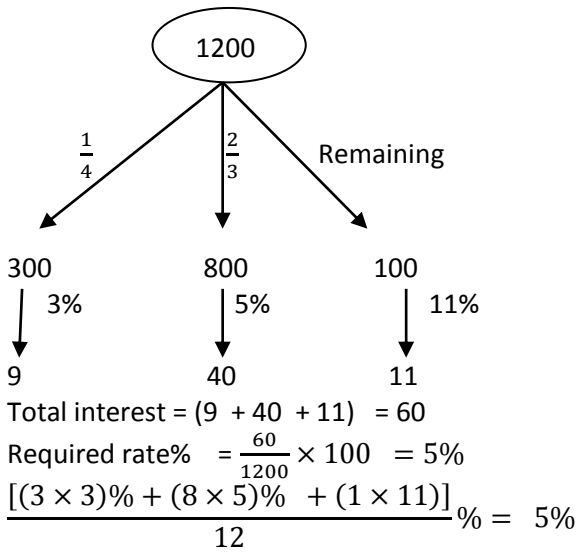 1200
1/4 2/3 Remaining
300 800 100
3% 5% 11%
9 40 11
Total interest = (9 + 40 + 11) = 60
Required rate% = 60/1200 × 100 = 5%
[(3 × 3)% + (8 × 5)% + (1 × 11)]/12 % = 5%